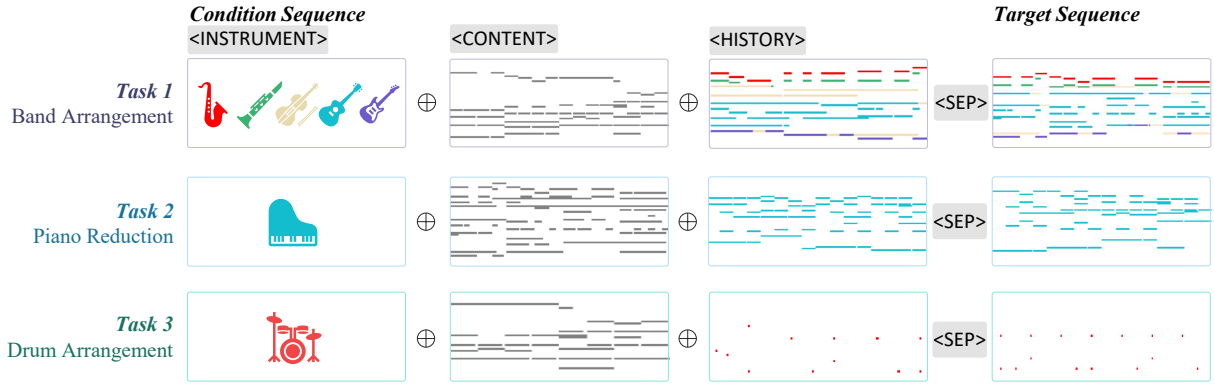 Condition Sequence
Target Sequence
<INSTRUMENT>
<CONTENT>
<HISTORY>
Task 1
Band Arrangement
<SEP>
Task 2
Piano Reduction
<SEP>
Task 3
Drum Arrangement
<SEP>